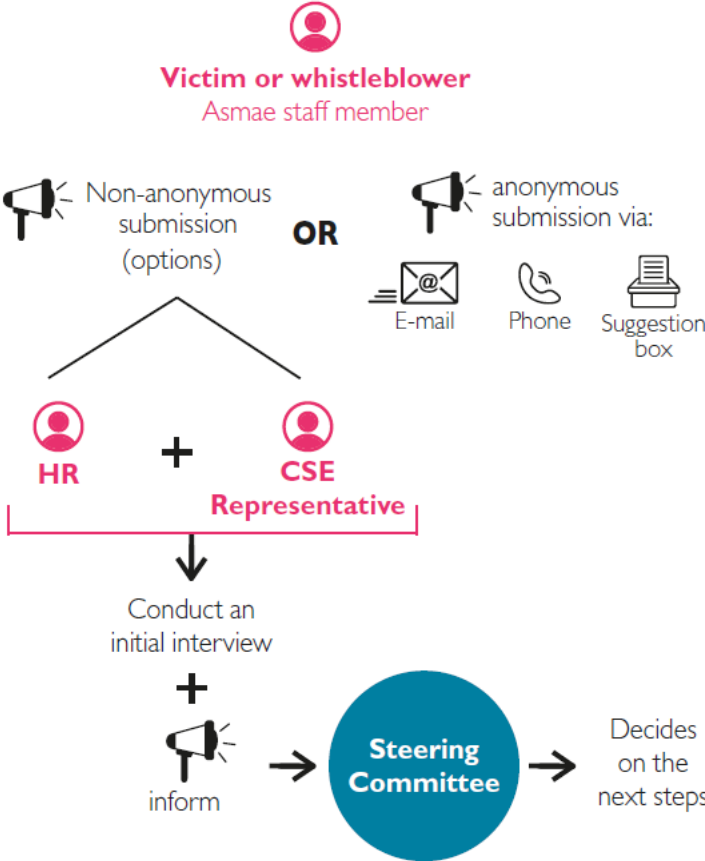 Victim or whistleblower
Asmae staff member
Non-anonymous
submission
(options)
OR
anonymous
submission via:
@
E-mail
Phone
Suggestion
box
HR
+
CSE
Representative
Conduct an
initial interview
+
inform
Steering
Committee
Decides
on the
next steps